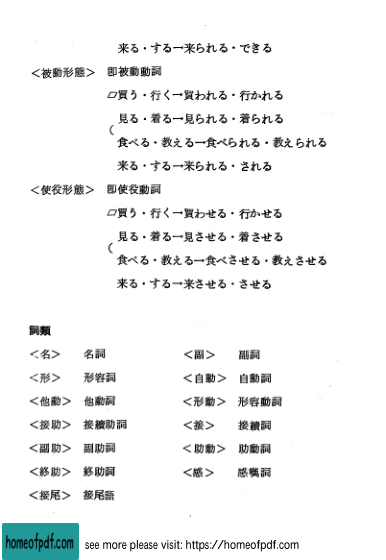 来る・する→来られる・できる
＜被動形態＞ 即被動動詞
▱買う・行く→買われる・行かれる
見る・着る→見られる・着られる
食べる・教える→食べられる・教えられる
来る・する→来られる・される
＜使役形態＞ 即使役動詞
▱買う・行く→買わせる・行かせる
見る・着る→見させる・着させる
食べる・教える→食べさせる・教えさせる
来る・する→来させる・させる
詞類
＜名＞ 名詞 ＜副＞ 副詞
＜形＞ 形容詞 ＜自動＞ 自動詞
＜他動＞ 他動詞 ＜形動＞ 形容動詞
＜接助＞ 接續助詞 ＜接＞ 接續詞
＜副助＞ 副助詞 ＜助動＞ 助動詞
＜終助＞ 終助詞 ＜感＞ 感嘆詞
＜接尾＞ 接尾語
homeofpdf.com see more please visit: https://homeofpdf.com